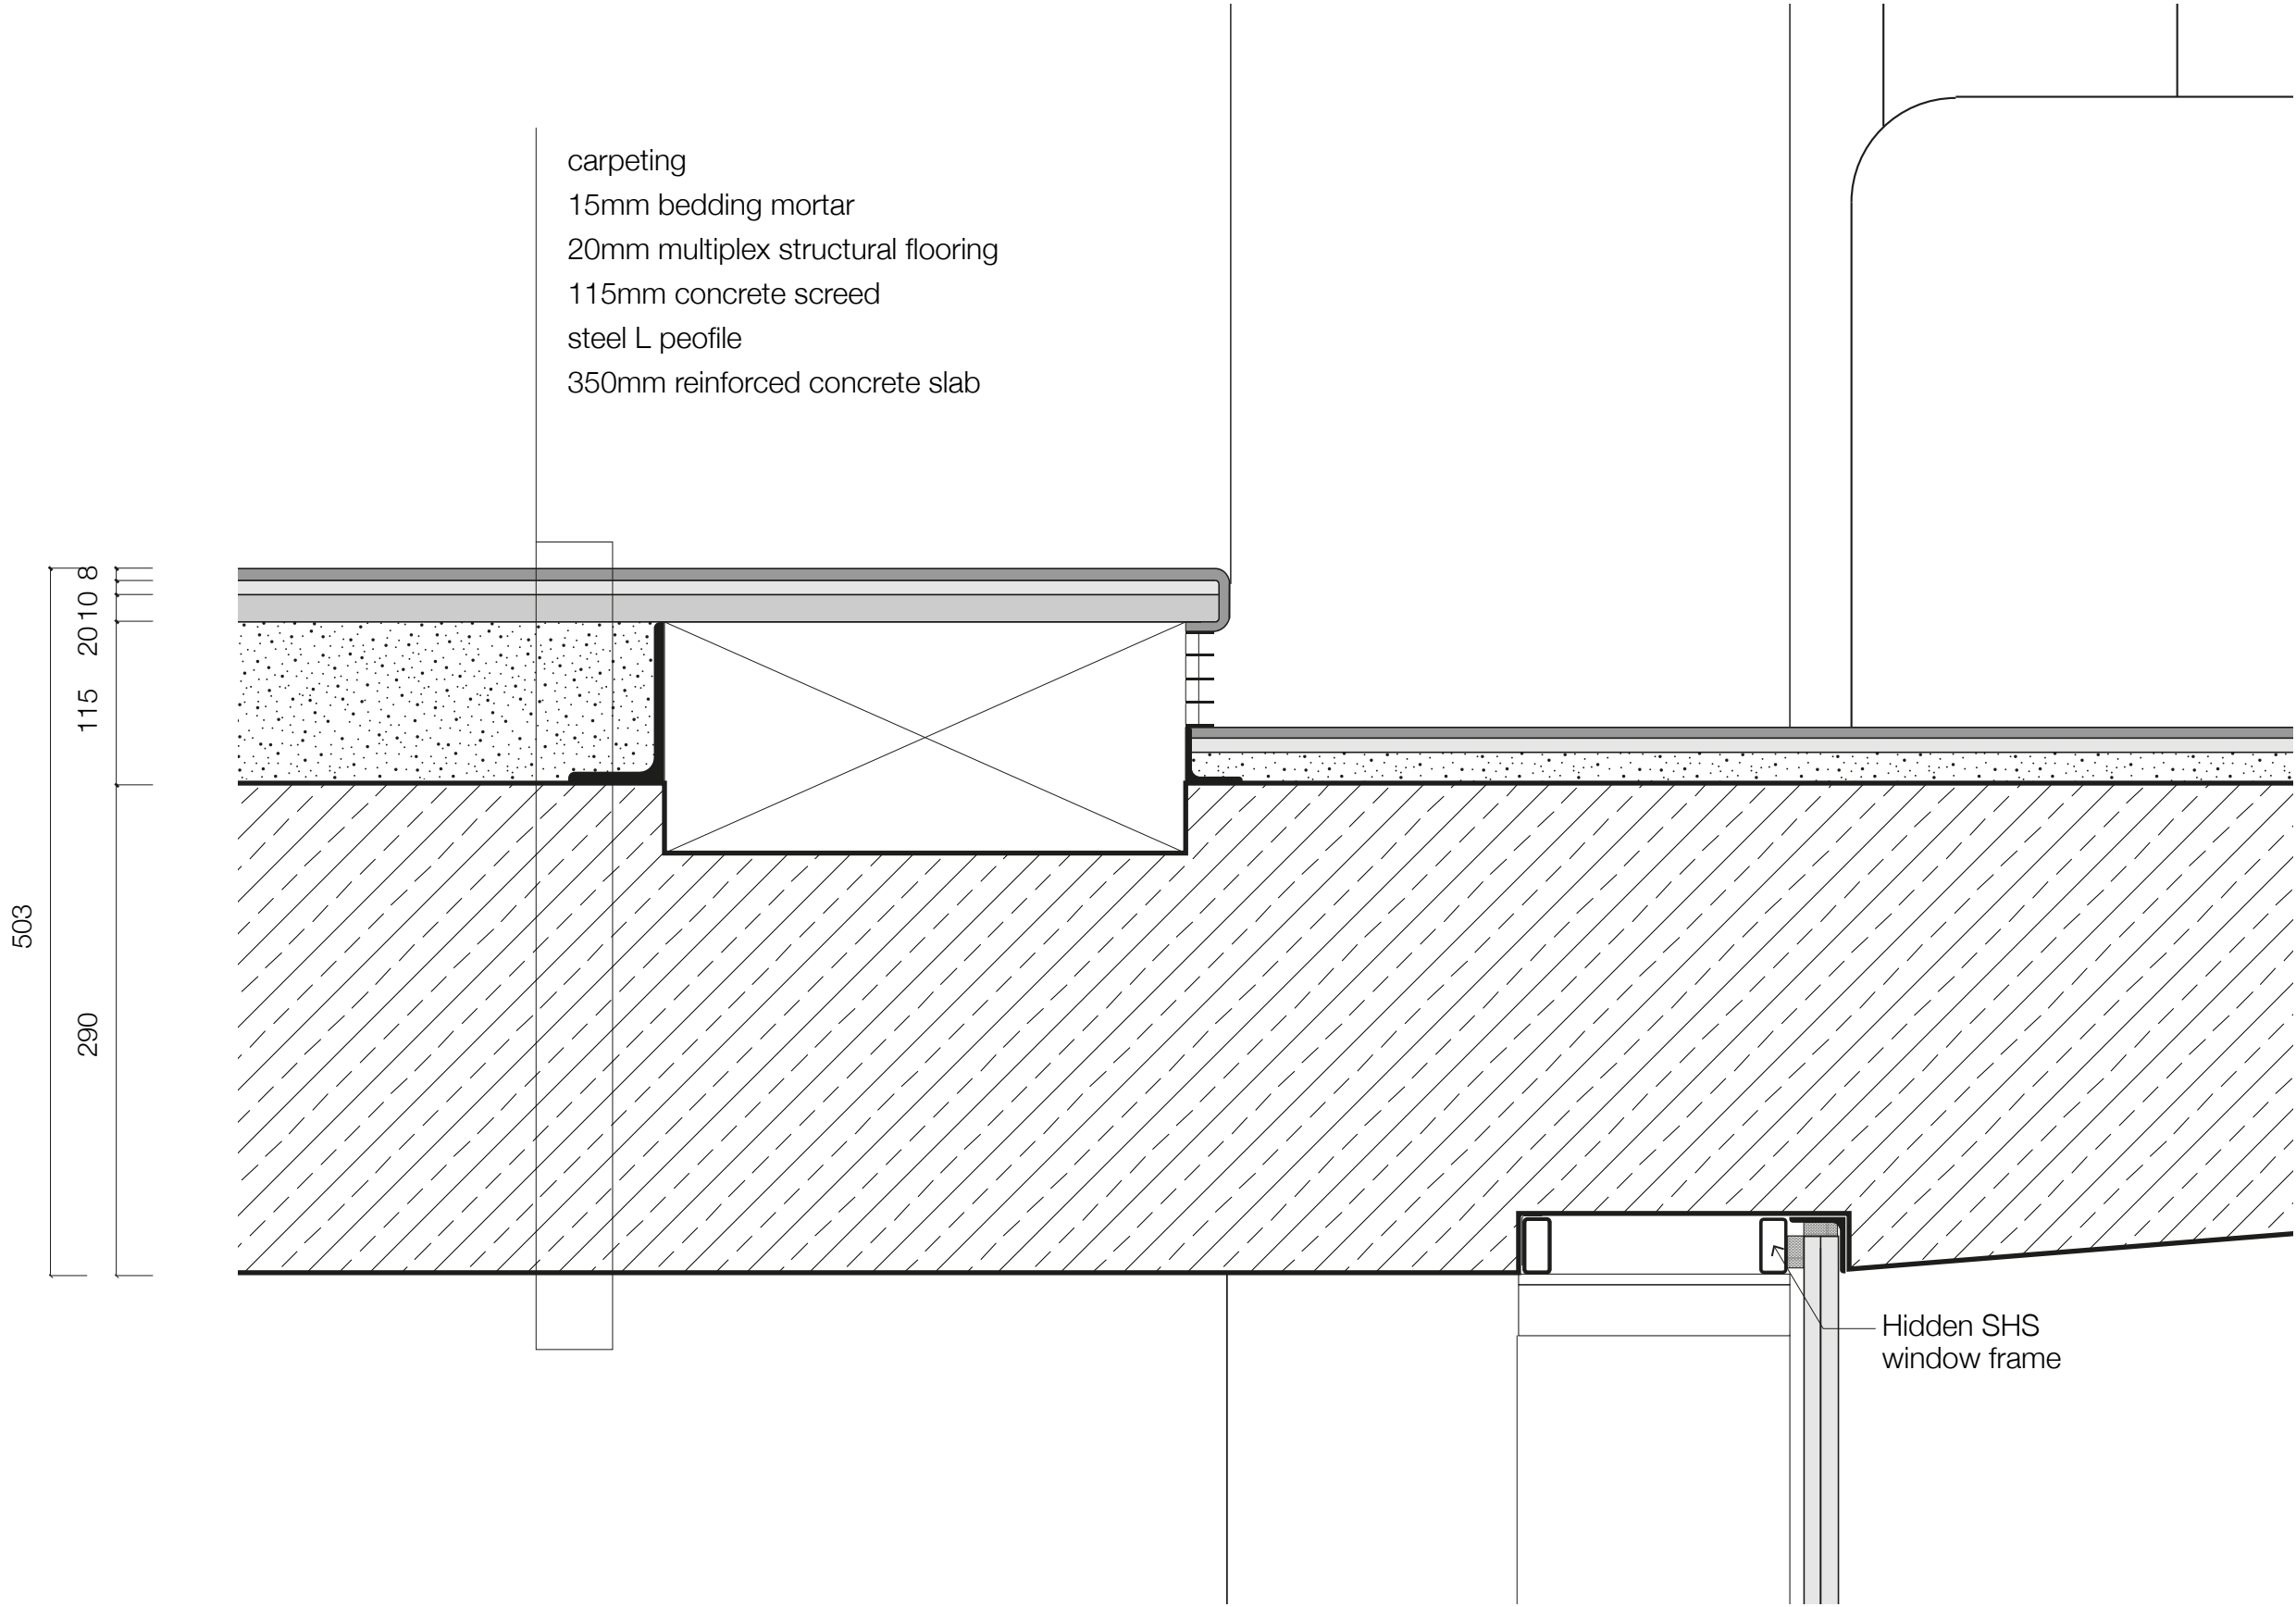 carpeting
15mm bedding mortar
20mm multiplex structural flooring
115mm concrete screed
steel L peofile
350mm reinforced concrete slab
8
10
20
115
503
290
Hidden SHS
window frame